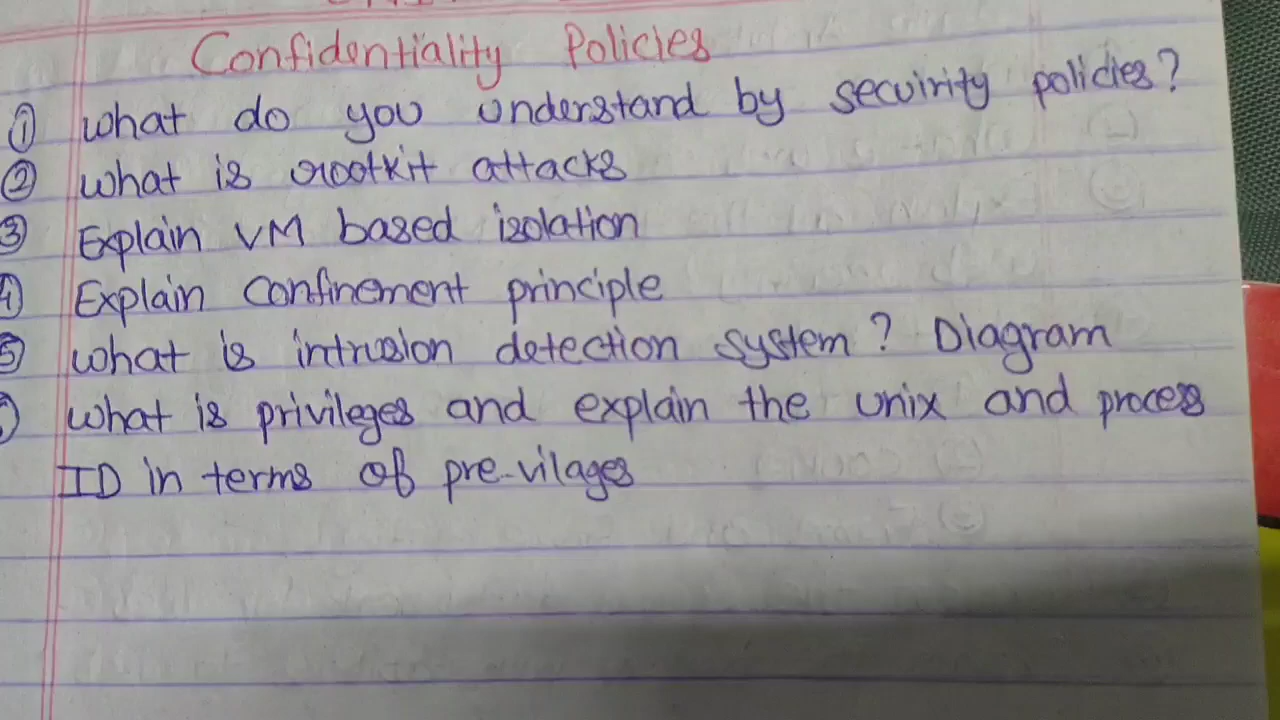 Confidentiality Policies
① What do you understand by secuirity policies?
② What is rootkit attacks
③ Explain VM based isolation
④ Explain Confinement principle
⑤ What is intrusion detection system? Diagram
What is privileges and explain the unix and process
ID in terms of pre-vilages